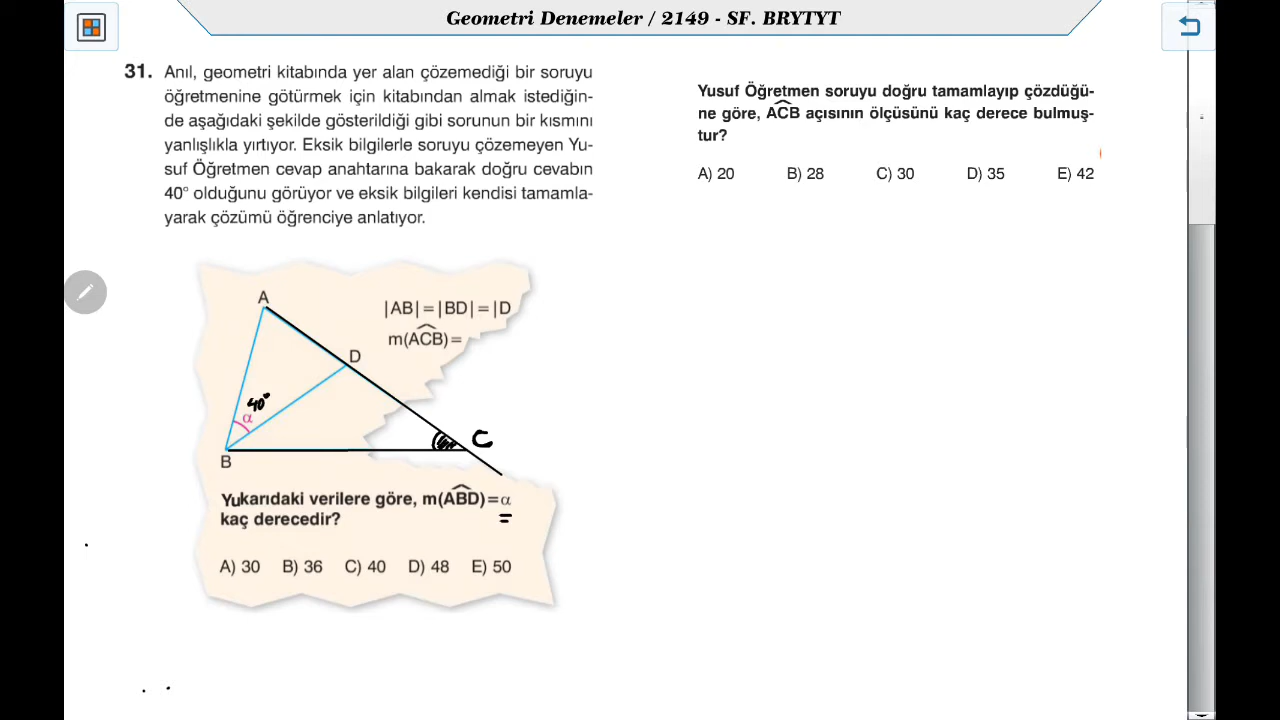 Geometri Denemeler / 2149 - SF. BRYTYT
31. Anıl, geometri kitabında yer alan çözemediği bir soruyu
öğretmenine götürmek için kitabından almak istediğin-
de aşağıdaki şekilde gösterildiği gibi sorunun bir kısmını
yanlışlıkla yırtıyor. Eksik bilgilerle soruyu çözemeyen Yu-
suf Öğretmen cevap anahtarına bakarak doğru cevabın
40° olduğunu görüyor ve eksik bilgileri kendisi tamamla-
yarak çözümü öğrenciye anlatıyor.
A
|AB|=|BD|=|D
m(ACB)=
D
40°
α
C
B
Yukarıdaki verilere göre, m(ABD)=α
kaç derecedir?
A) 30 B) 36 C) 40 D) 48 E) 50
Yusuf Öğretmen soruyu doğru tamamlayıp çözdüğü-
ne göre, ACB açısının ölçüsünü kaç derece bulmuş-
tur?
A) 20 B) 28 C) 30 D) 35 E) 42